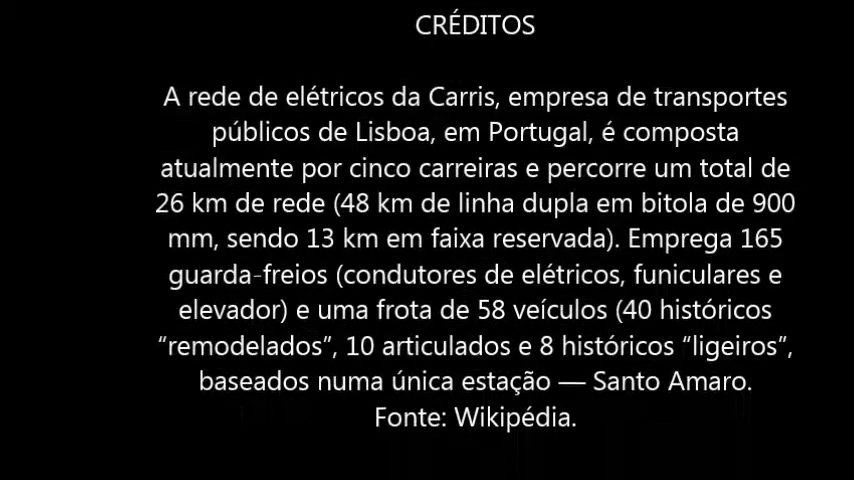 CRÉDITOS
A rede de elétricos da Carris, empresa de transportes
públicos de Lisboa, em Portugal, é composta
atualmente por cinco carreiras e percorre um total de
26 km de rede (48 km de linha dupla em bitola de 900
mm, sendo 13 km em faixa reservada). Emprega 165
guarda-freios (condutores de elétricos, funiculares e
elevador) e uma frota de 58 veículos (40 históricos
“remodelados”, 10 articulados e 8 históricos “ligeiros”,
baseados numa única estação — Santo Amaro.
Fonte: Wikipédia.